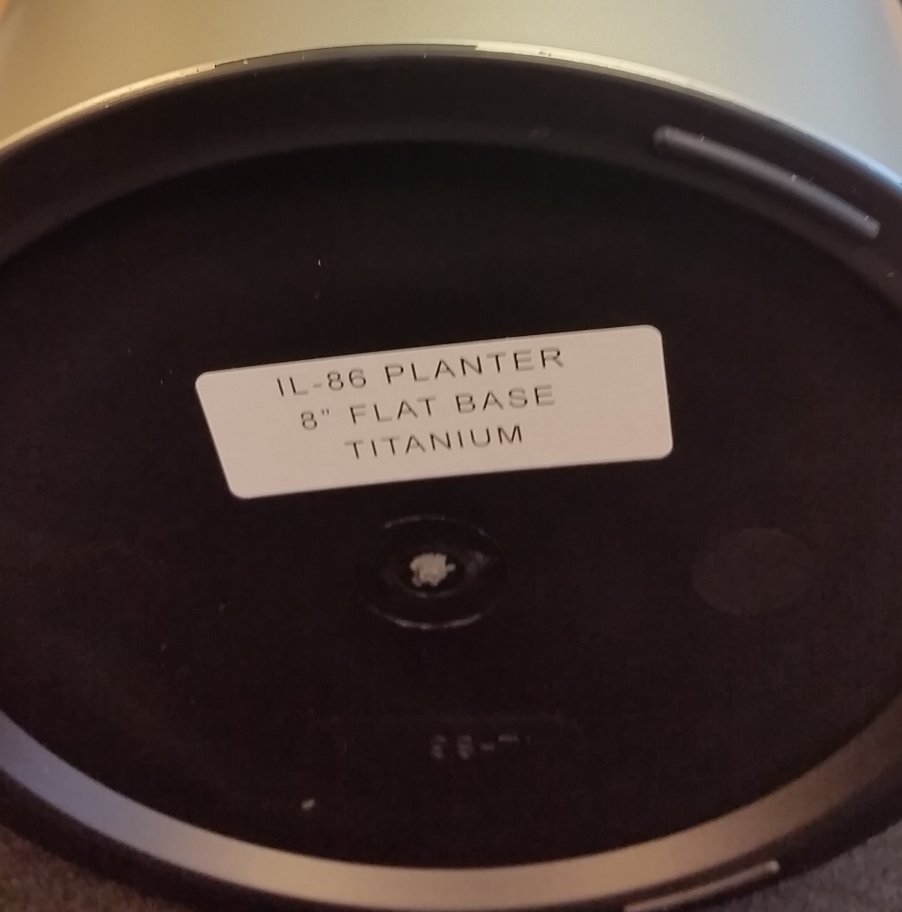 IL-86 PLANTER
8" FLAT BASE
TITANIUM